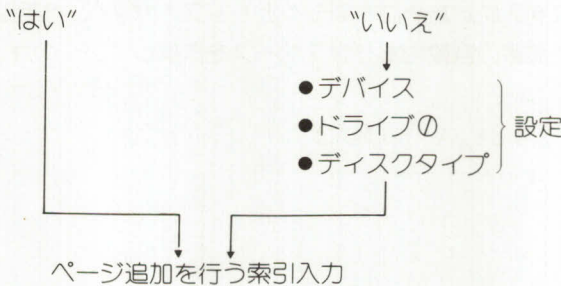 "はい"
"いいえ"
●デバイス
●ドライブの
●ディスクタイプ
設定
ページ追加を行う索引入力